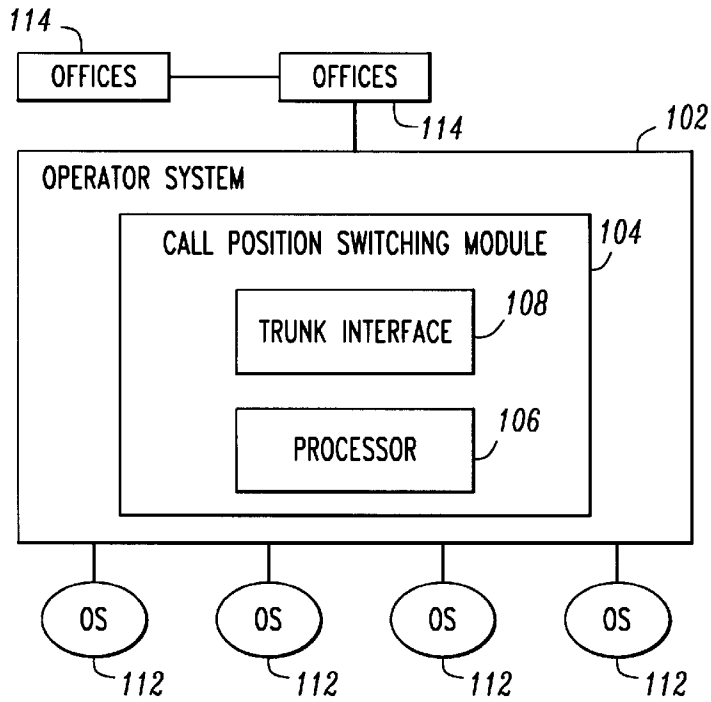 114
OFFICES
OFFICES
114
102
OPERATOR SYSTEM
CALL POSITION SWITCHING MODULE
104
TRUNK INTERFACE
108
PROCESSOR
106
OS
OS
OS
OS
112
112
112
112